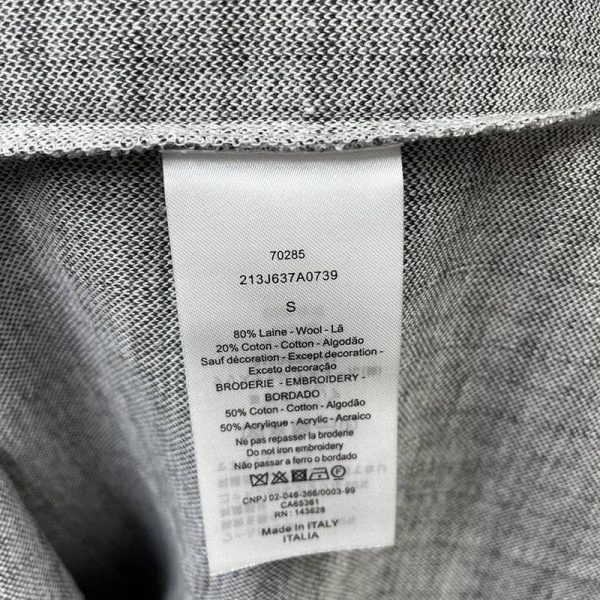 70285
213J637A0739
S
80% Laine - Wool - Lã
20% Coton - Cotton - Algodão
Sauf décoration - Except decoration -
Exceto decoração
BRODERIE - EMBROIDERY -
BORDADO
50% Coton - Cotton - Algodão
50% Acrylique - Acrylic - Acraico
Ne pas repasser la broderie
Do not iron embroidery
Não passar a ferro o bordado
CNPJ 02-046-366/0003-99
CA65361
RN : 143628
Made in ITALY
ITALIA